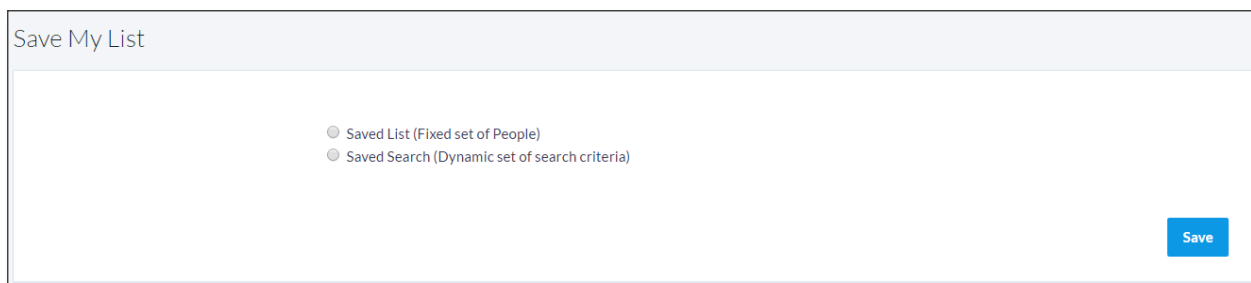 Save My List
Saved List (Fixed set of People)
Saved Search (Dynamic set of search criteria)
Save